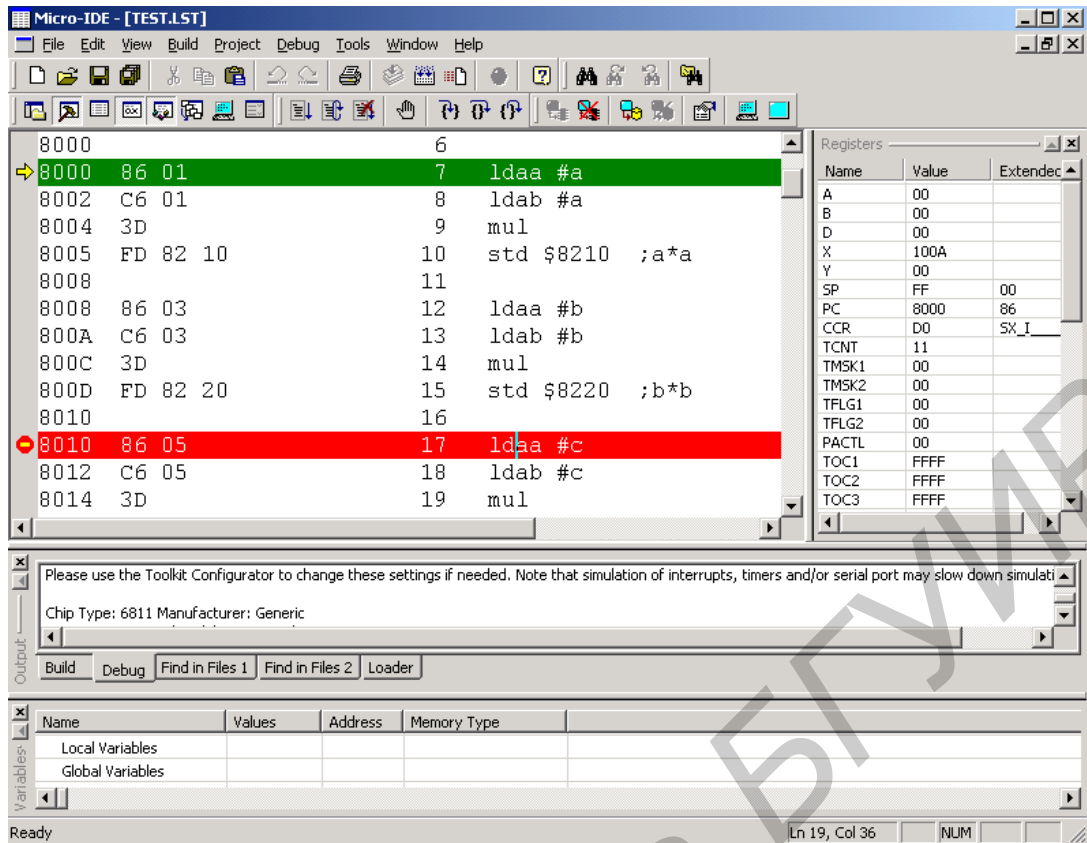 Micro-IDE - [TEST.LST]
File Edit View Build Project Debug Tools Window Help
8000 6
8000 86 01 7 ldaa #a
8002 C6 01 8 ldab #a
8004 3D 9 mul
8005 FD 82 10 10 std $8210 ;a*a
8008 11
8008 86 03 12 ldaa #b
800A C6 03 13 ldab #b
800C 3D 14 mul
800D FD 82 20 15 std $8220 ;b*b
8010 16
8010 86 05 17 ldaa #c
8012 C6 05 18 ldab #c
8014 3D 19 mul
Registers
Name Value Extended
A 00
B 00
D 00
X 100A
Y 00
SP FF 00
PC 8000 86
CCR D0 SX_I____
TCNT 11
TMSK1 00
TMSK2 00
TFLG1 00
TFLG2 00
PACTL 00
TOC1 FFFF
TOC2 FFFF
TOC3 FFFF
Output
Please use the Toolkit Configurator to change these settings if needed. Note that simulation of interrupts, timers and/or serial port may slow down simulati
Chip Type: 6811 Manufacturer: Generic
Build Debug Find in Files 1 Find in Files 2 Loader
Variables
Name Values Address Memory Type
Local Variables
Global Variables
Ready Ln 19, Col 36 NUM
БГУИР